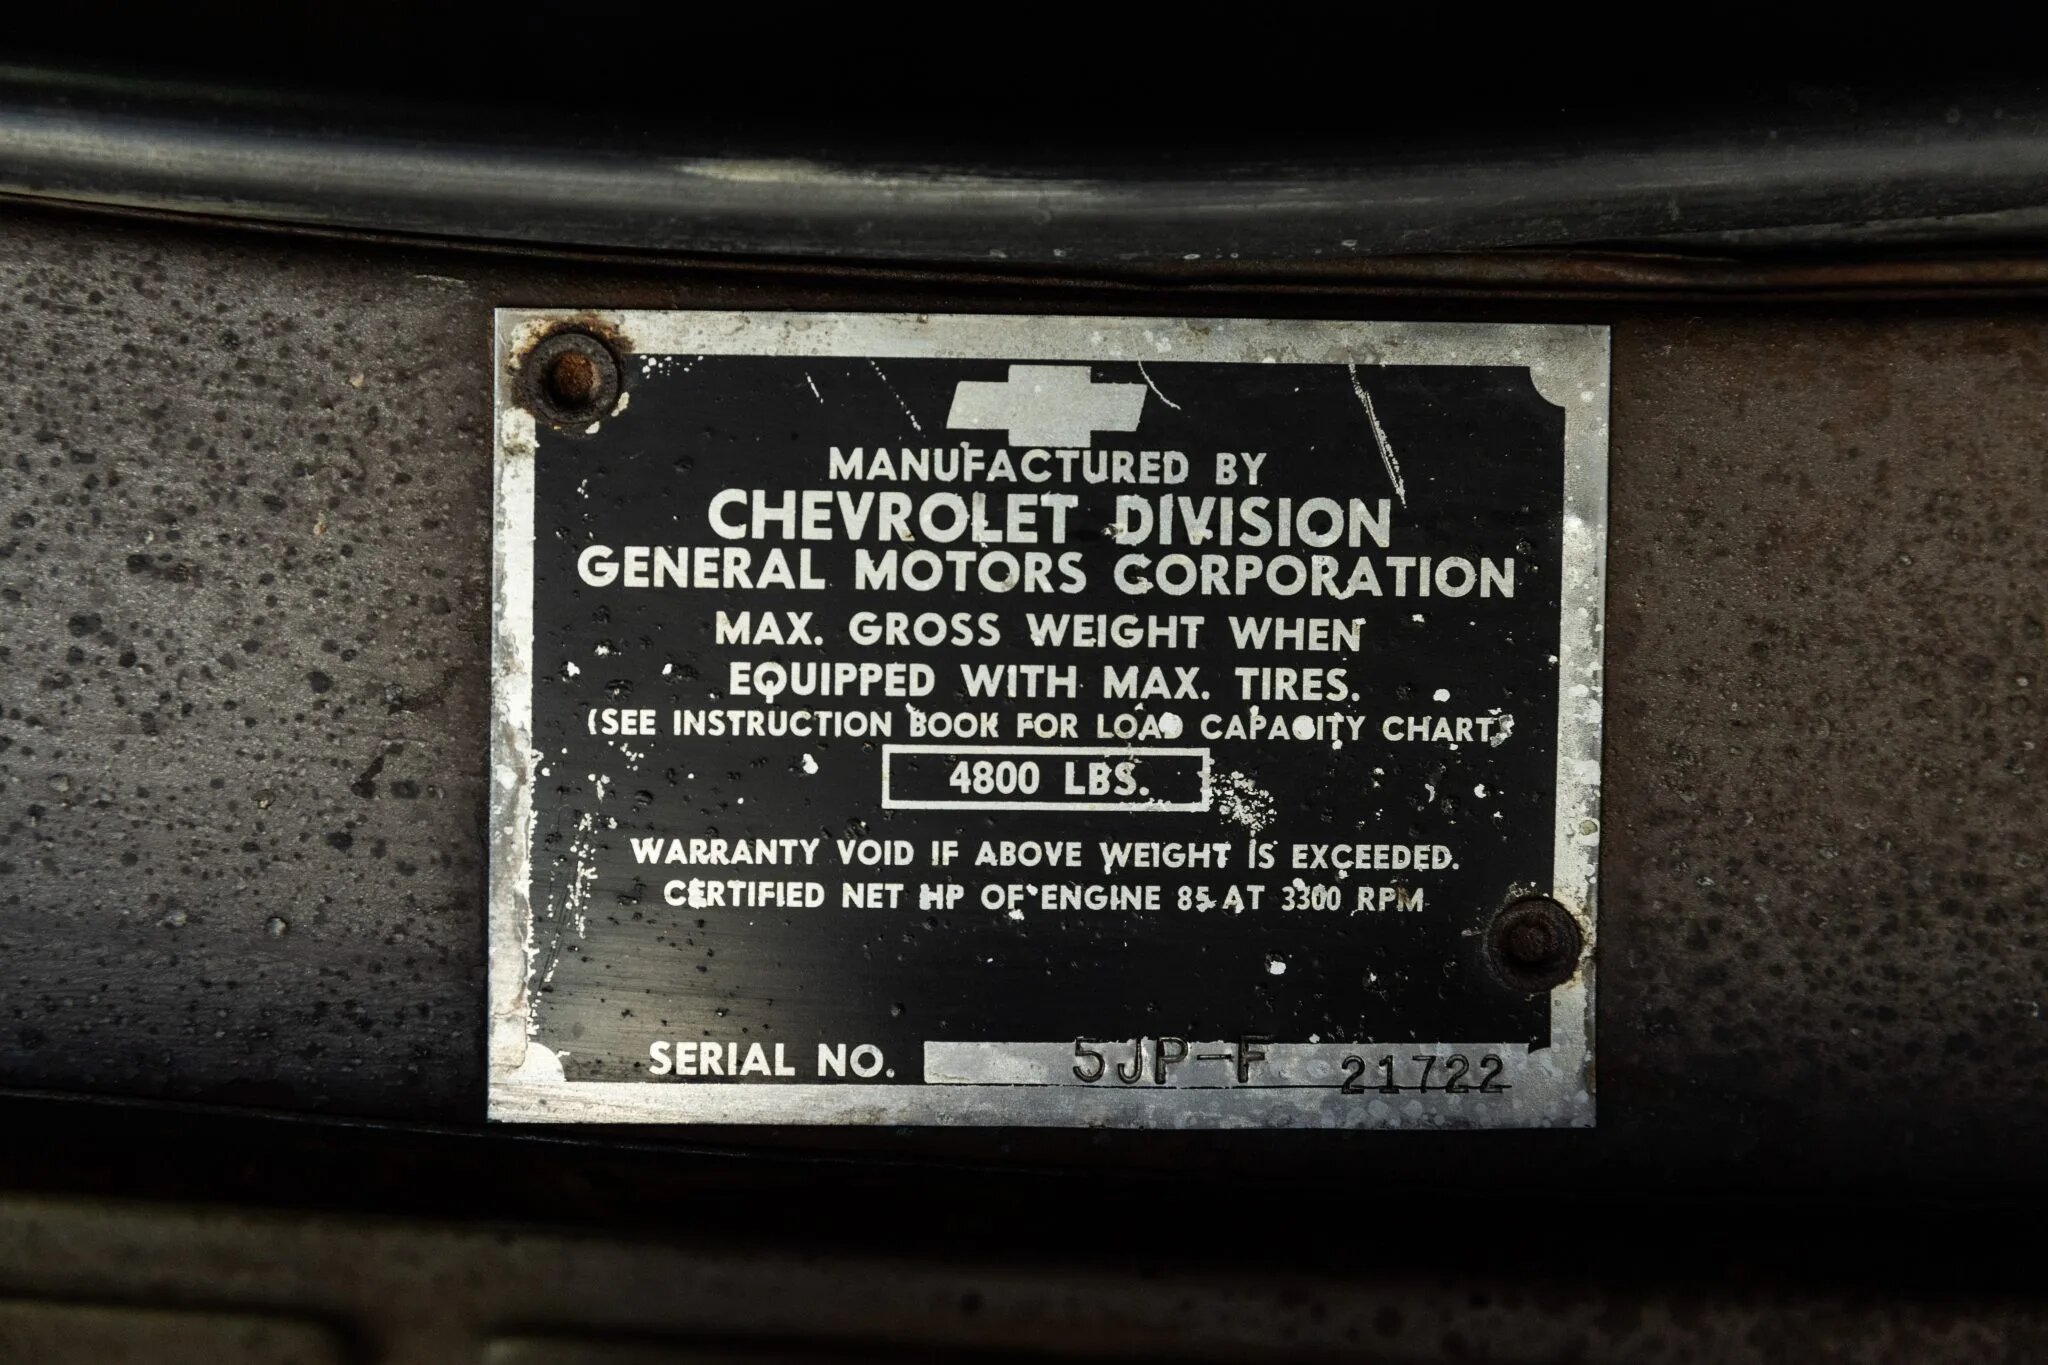 MANUFACTURED BY
CHEVROLET DIVISION
GENERAL MOTORS CORPORATION
MAX. GROSS WEIGHT WHEN
EQUIPPED WITH MAX. TIRES.
(SEE INSTRUCTION BOOK FOR LOAD CAPACITY CHART)
4800 LBS.
WARRANTY VOID IF ABOVE WEIGHT IS EXCEEDED.
CERTIFIED NET HP OF ENGINE 85 AT 3300 RPM
SERIAL NO. 5JP-F 21722